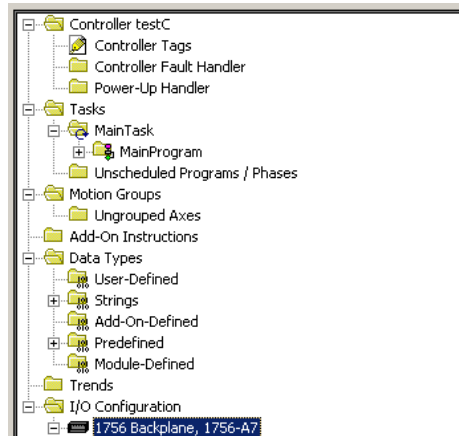 Controller testC
Controller Tags
Controller Fault Handler
Power-Up Handler
Tasks
MainTask
MainProgram
Unscheduled Programs / Phases
Motion Groups
Ungrouped Axes
Add-On Instructions
Data Types
User-Defined
Strings
Add-On-Defined
Predefined
Module-Defined
Trends
I/O Configuration
1756 Backplane, 1756-A7